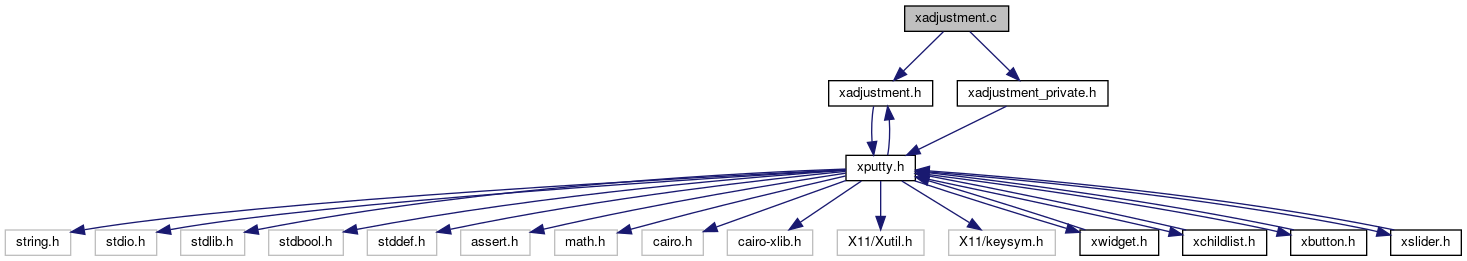 xadjustment.c
xadjustment.h
xadjustment_private.h
xputty.h
string.h
stdio.h
stdlib.h
stdbool.h
stddef.h
assert.h
math.h
cairo.h
cairo-xlib.h
X11/Xutil.h
X11/keysym.h
xwidget.h
xchildlist.h
xbutton.h
xslider.h